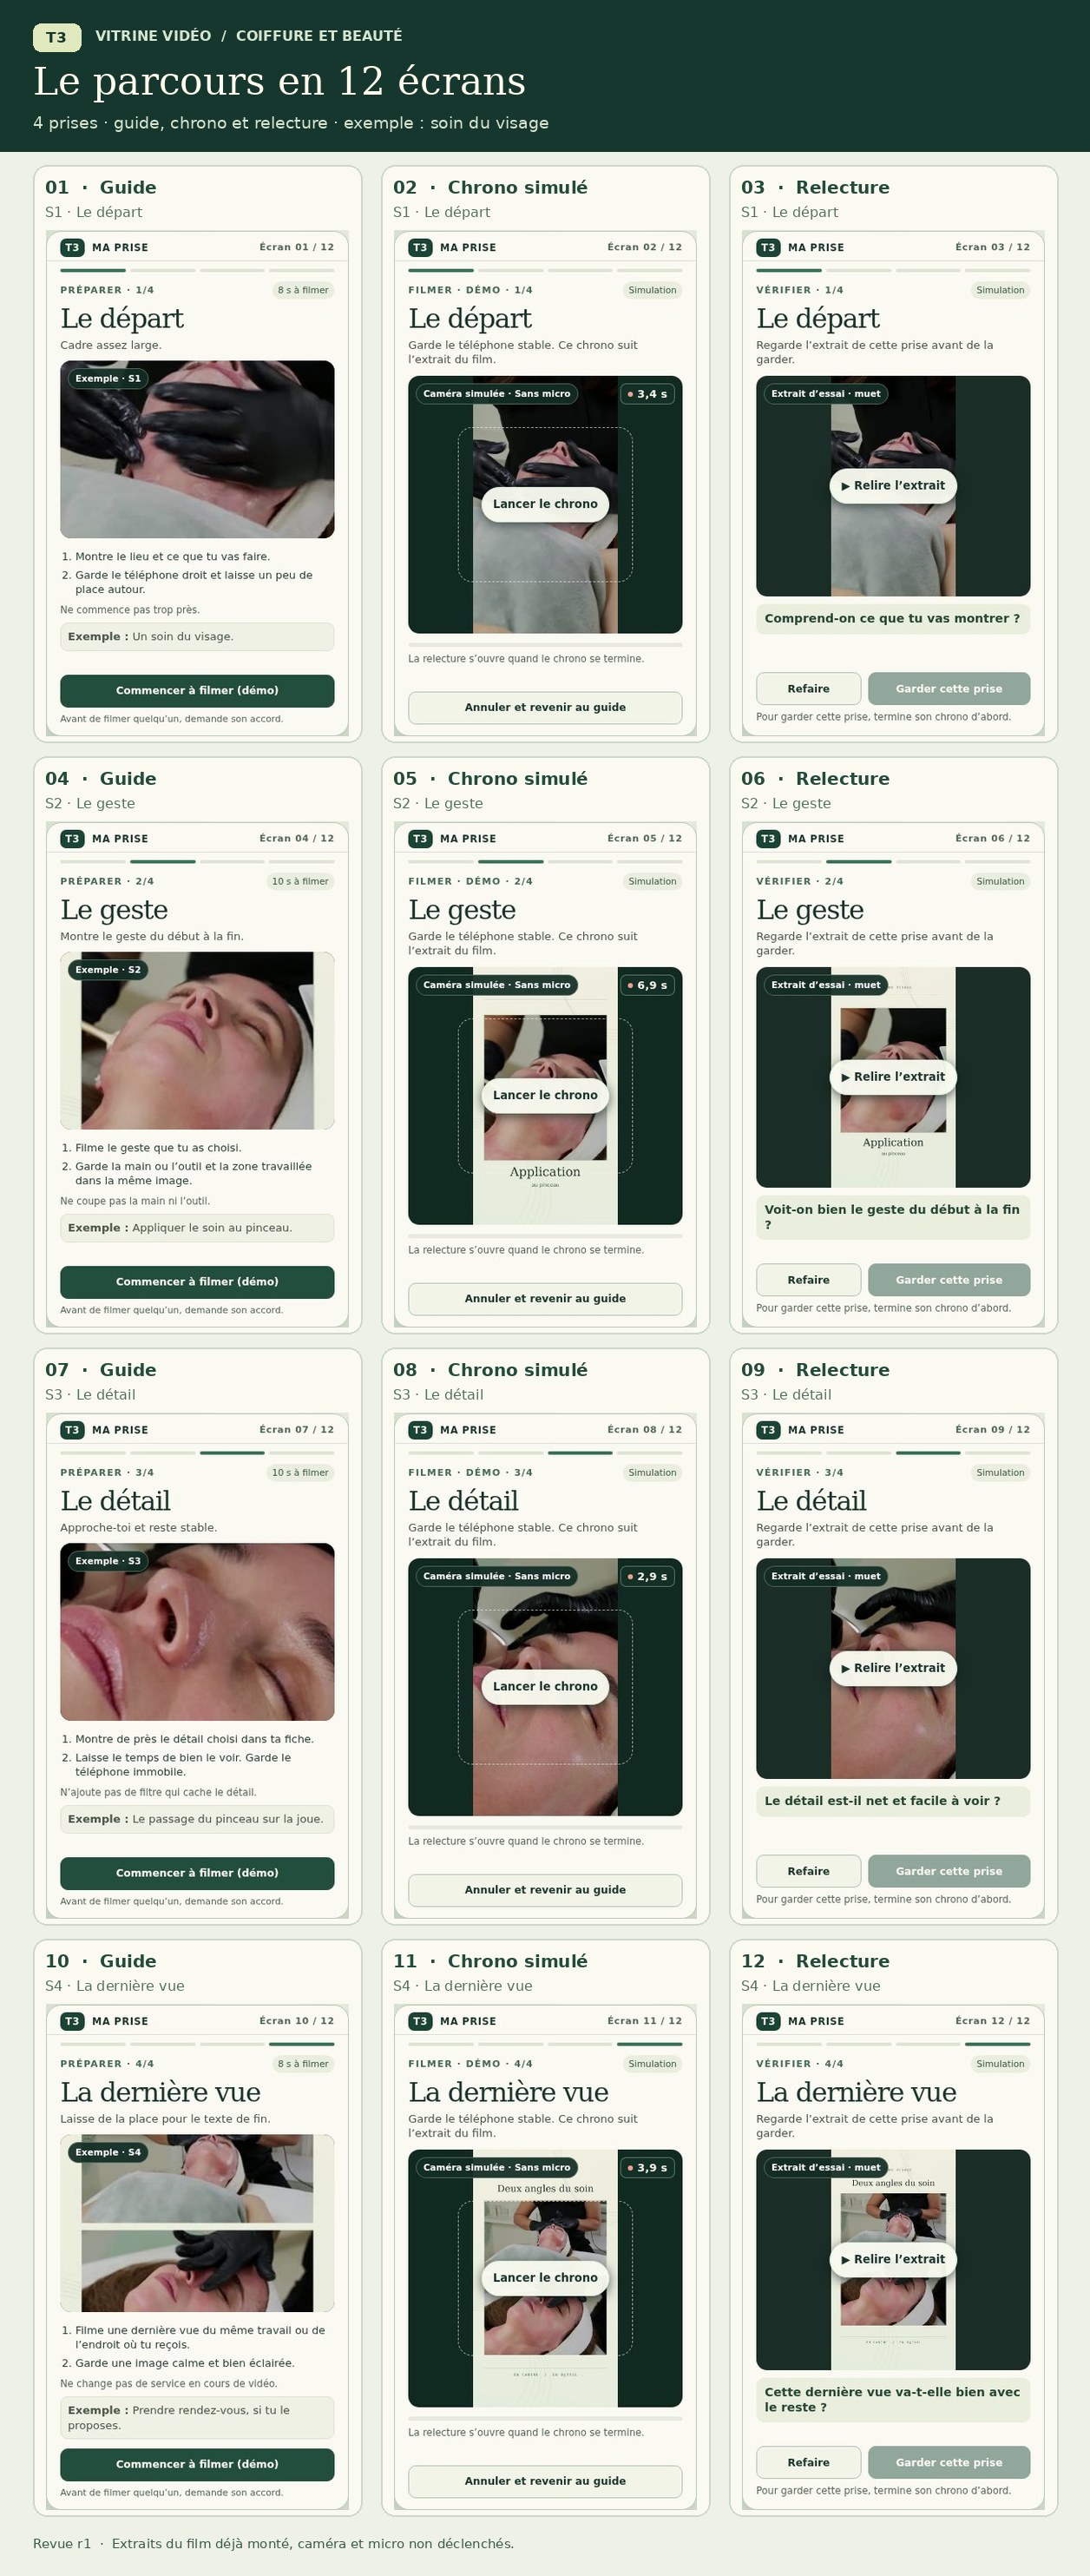 T3 VITRINE VIDÉO / COIFFURE ET BEAUTÉ
Le parcours en 12 écrans
4 prises · guide, chrono et relecture · exemple : soin du visage
01 · Guide
S1 · Le départ
T3 MA PRISE Écran 01 / 12
PRÉPARER · 1/4 8 s à filmer
Le départ
Cadre assez large.
Exemple · S1
1. Montre le lieu et ce que tu vas faire.
2. Garde le téléphone droit et laisse un peu de
place autour.
Ne commence pas trop près.
Exemple : Un soin du visage.
Commencer à filmer (démo)
Avant de filmer quelqu’un, demande son accord.
02 · Chrono simulé
S1 · Le départ
T3 MA PRISE Écran 02 / 12
FILMER · DÉMO · 1/4 Simulation
Le départ
Garde le téléphone stable. Ce chrono suit
l’extrait du film.
Caméra simulée · Sans micro 3,4 s
Lancer le chrono
La relecture s’ouvre quand le chrono se termine.
Annuler et revenir au guide
03 · Relecture
S1 · Le départ
T3 MA PRISE Écran 03 / 12
VÉRIFIER · 1/4 Simulation
Le départ
Regarde l’extrait de cette prise avant de la
garder.
Extrait d’essai · muet
▶ Relire l’extrait
Comprend-on ce que tu vas montrer ?
Refaire Garder cette prise
Pour garder cette prise, termine son chrono d’abord.
04 · Guide
S2 · Le geste
T3 MA PRISE Écran 04 / 12
PRÉPARER · 2/4 10 s à filmer
Le geste
Montre le geste du début à la fin.
Exemple · S2
1. Filme le geste que tu as choisi.
2. Garde la main ou l’outil et la zone travaillée
dans la même image.
Ne coupe pas la main ni l’outil.
Exemple : Appliquer le soin au pinceau.
Commencer à filmer (démo)
Avant de filmer quelqu’un, demande son accord.
05 · Chrono simulé
S2 · Le geste
T3 MA PRISE Écran 05 / 12
FILMER · DÉMO · 2/4 Simulation
Le geste
Garde le téléphone stable. Ce chrono suit
l’extrait du film.
Caméra simulée · Sans micro 6,9 s
Lancer le chrono
Application
au pinceau
La relecture s’ouvre quand le chrono se termine.
Annuler et revenir au guide
06 · Relecture
S2 · Le geste
T3 MA PRISE Écran 06 / 12
VÉRIFIER · 2/4 Simulation
Le geste
Regarde l’extrait de cette prise avant de la
garder.
Extrait d’essai · muet
▶ Relire l’extrait
Application
au pinceau
Voit-on bien le geste du début à la fin
?
Refaire Garder cette prise
Pour garder cette prise, termine son chrono d’abord.
07 · Guide
S3 · Le détail
T3 MA PRISE Écran 07 / 12
PRÉPARER · 3/4 10 s à filmer
Le détail
Approche-toi et reste stable.
Exemple · S3
1. Montre de près le détail choisi dans ta fiche.
2. Laisse le temps de bien le voir. Garde le
téléphone immobile.
N’ajoute pas de filtre qui cache le détail.
Exemple : Le passage du pinceau sur la joue.
Commencer à filmer (démo)
Avant de filmer quelqu’un, demande son accord.
08 · Chrono simulé
S3 · Le détail
T3 MA PRISE Écran 08 / 12
FILMER · DÉMO · 3/4 Simulation
Le détail
Garde le téléphone stable. Ce chrono suit
l’extrait du film.
Caméra simulée · Sans micro 2,9 s
Lancer le chrono
La relecture s’ouvre quand le chrono se termine.
Annuler et revenir au guide
09 · Relecture
S3 · Le détail
T3 MA PRISE Écran 09 / 12
VÉRIFIER · 3/4 Simulation
Le détail
Regarde l’extrait de cette prise avant de la
garder.
Extrait d’essai · muet
▶ Relire l’extrait
Le détail est-il net et facile à voir ?
Refaire Garder cette prise
Pour garder cette prise, termine son chrono d’abord.
10 · Guide
S4 · La dernière vue
T3 MA PRISE Écran 10 / 12
PRÉPARER · 4/4 8 s à filmer
La dernière vue
Laisse de la place pour le texte de fin.
Exemple · S4
1. Filme une dernière vue du même travail ou de
l’endroit où tu reçois.
2. Garde une image calme et bien éclairée.
Ne change pas de service en cours de vidéo.
Exemple : Prendre rendez-vous, si tu le
proposes.
Commencer à filmer (démo)
Avant de filmer quelqu’un, demande son accord.
11 · Chrono simulé
S4 · La dernière vue
T3 MA PRISE Écran 11 / 12
FILMER · DÉMO · 4/4 Simulation
La dernière vue
Garde le téléphone stable. Ce chrono suit
l’extrait du film.
Caméra simulée · Sans micro 3,9 s
Deux angles du soin
Lancer le chrono
La relecture s’ouvre quand le chrono se termine.
Annuler et revenir au guide
12 · Relecture
S4 · La dernière vue
T3 MA PRISE Écran 12 / 12
VÉRIFIER · 4/4 Simulation
La dernière vue
Regarde l’extrait de cette prise avant de la
garder.
Extrait d’essai · muet
Deux angles du soin
▶ Relire l’extrait
Cette dernière vue va-t-elle bien avec
le reste ?
Refaire Garder cette prise
Pour garder cette prise, termine son chrono d’abord.
Revue r1 · Extraits du film déjà monté, caméra et micro non déclenchés.